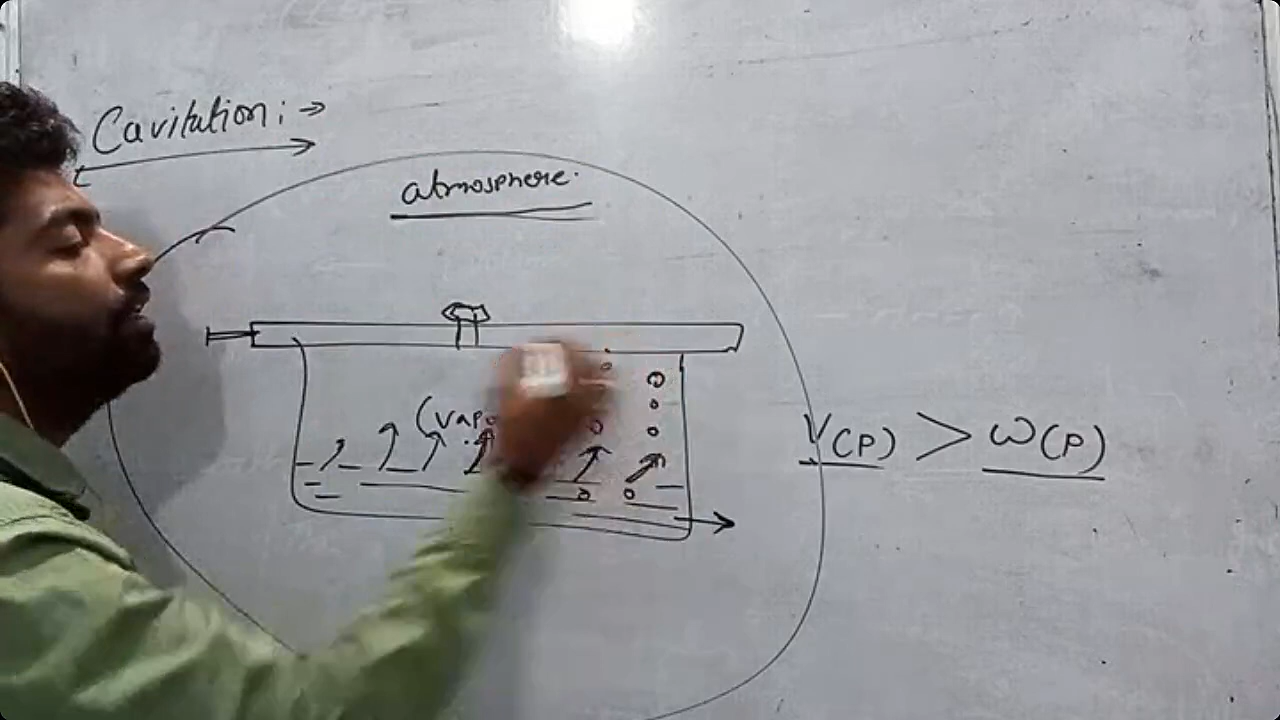 Cavitation : →
atmosphere.
V(P) > ω(P)